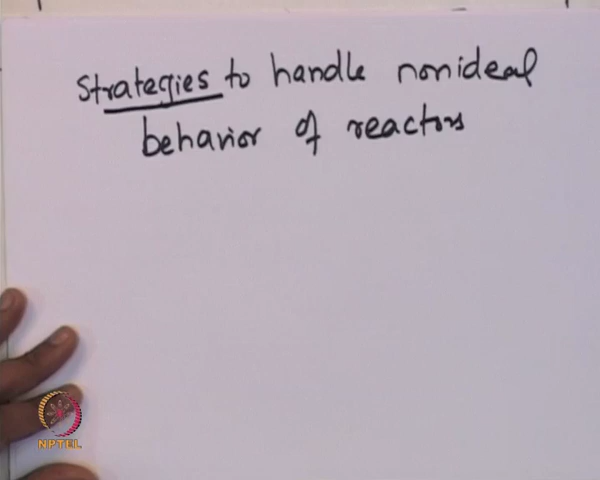 Strategies to handle nonideal
behavior of reactors
NPTEL